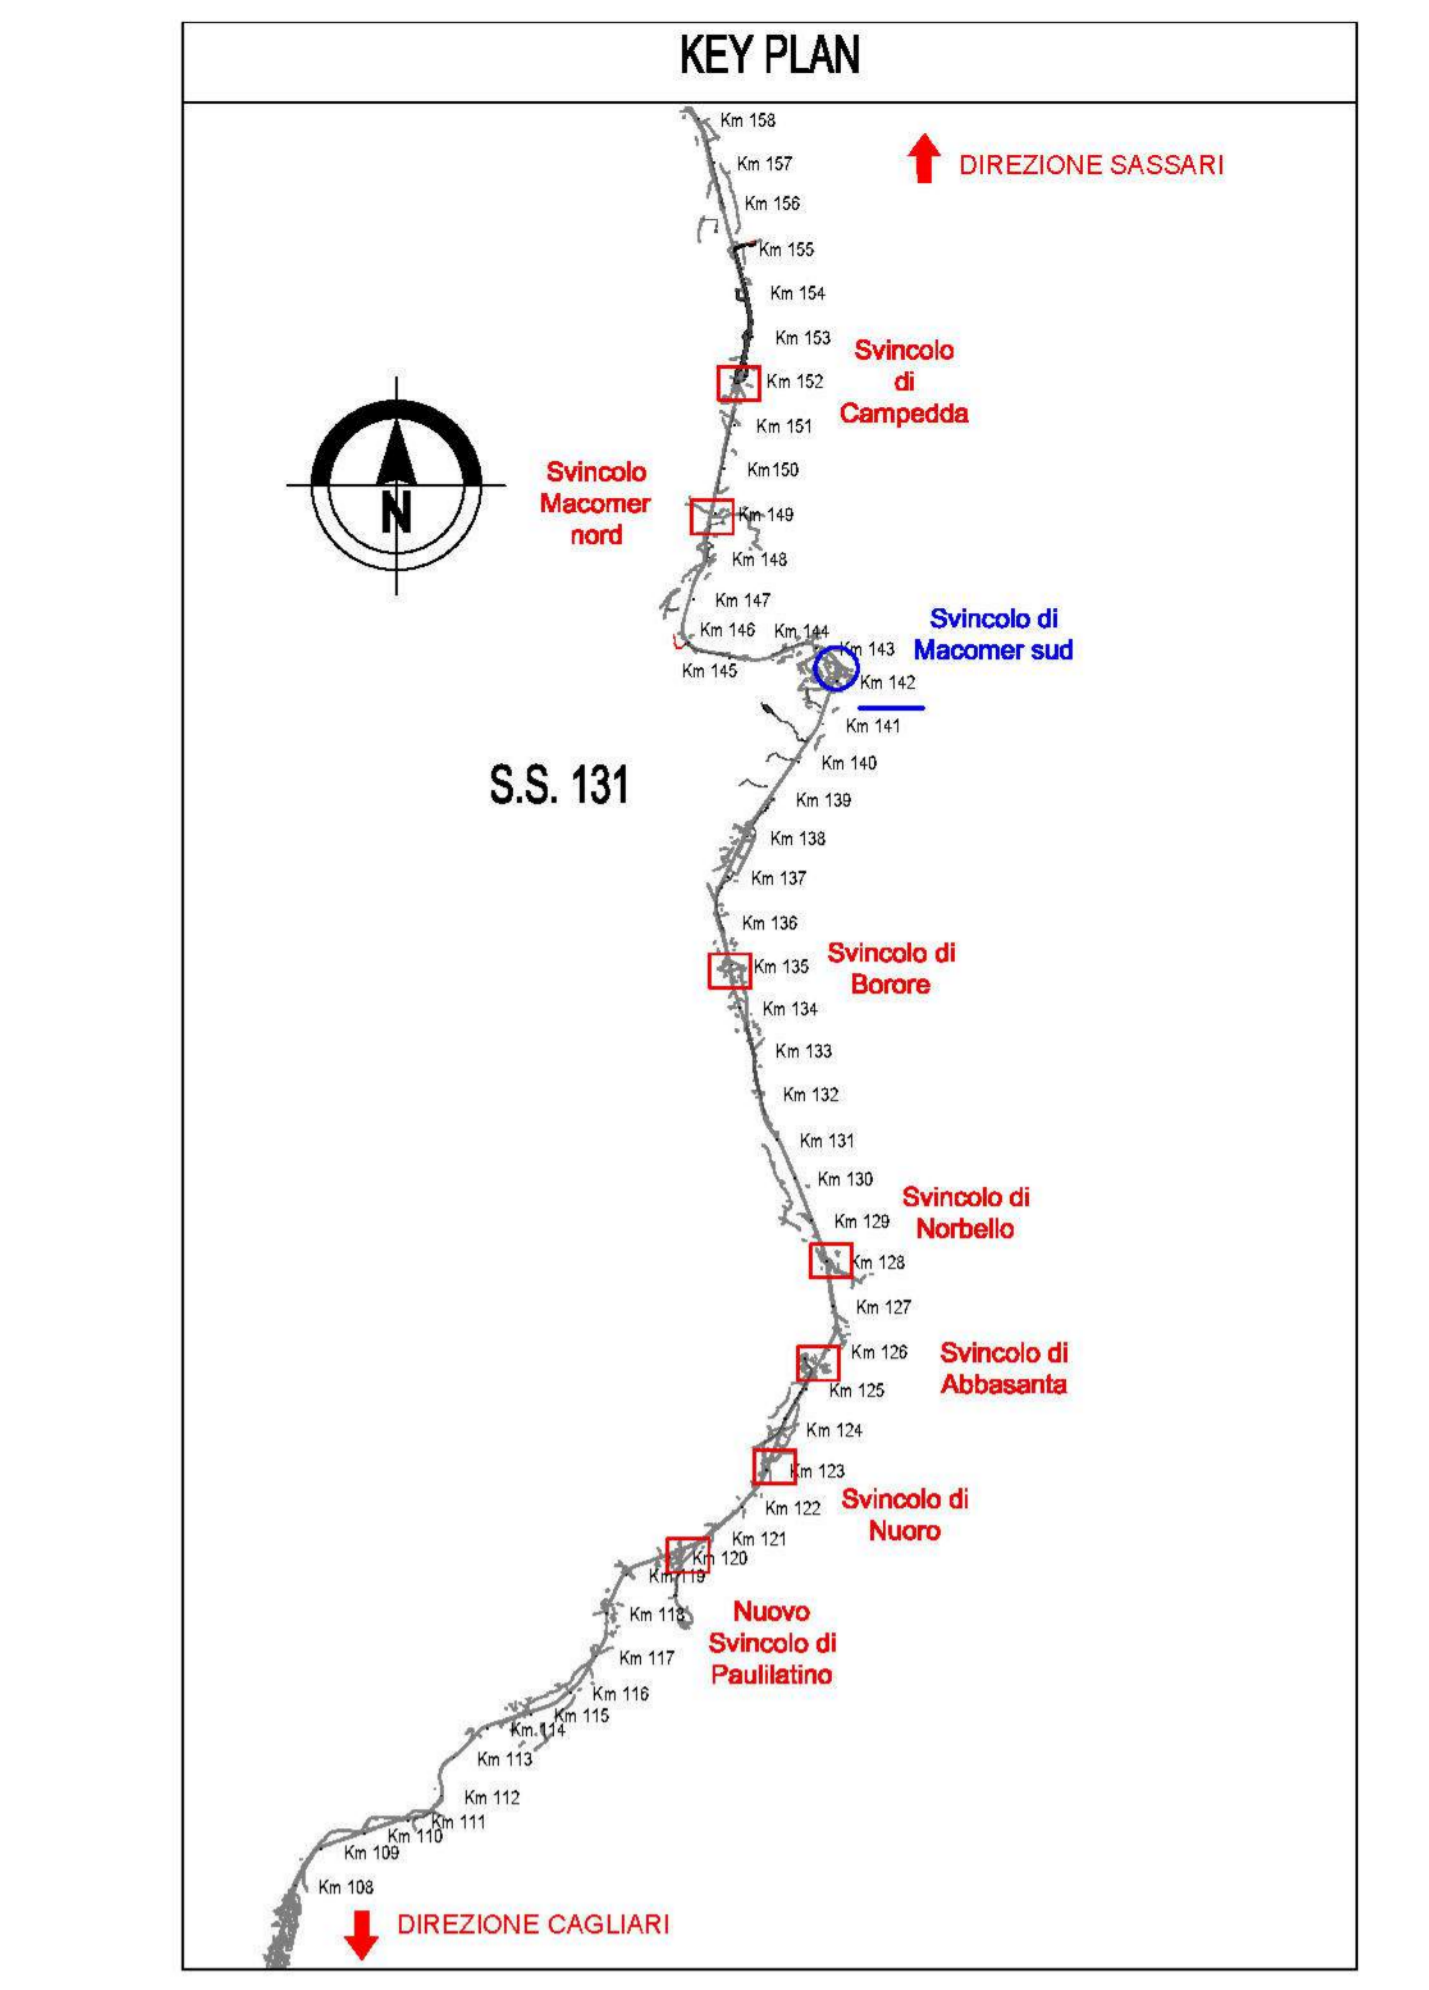 KEY PLAN
Km 158
DIREZIONE SASSARI
Km 157
Km 156
Km 155
Km 154
Km 153
Svincolo
di
Campedda
Km 152
Km 151
Km150
Svincolo
Macomer
nord
Km 149
N
Km 148
Km 147
Svincolo di
Macomer sud
Km 146
Km 144
Km 143
Km 145
Km 142
Km 141
Km 140
S.S. 131
Km 139
Km 138
Km 137
Km 136
Svincolo di
Borore
Km 135
Km 134
Km 133
Km 132
Km 131
Km 130
Svincolo di
Norbello
Km 129
Km 128
Km 127
Km 126
Svincolo di
Abbasanta
Km 125
Km 124
Km 123
Svincolo di
Nuoro
Km 122
Km 121
Km 120
Km 119
Km 118
Nuovo
Svincolo di
Paulilatino
Km 117
Km 116
Km 115
Km 114
Km 113
Km 112
Km 111
Km 110
Km 109
Km 108
DIREZIONE CAGLIARI